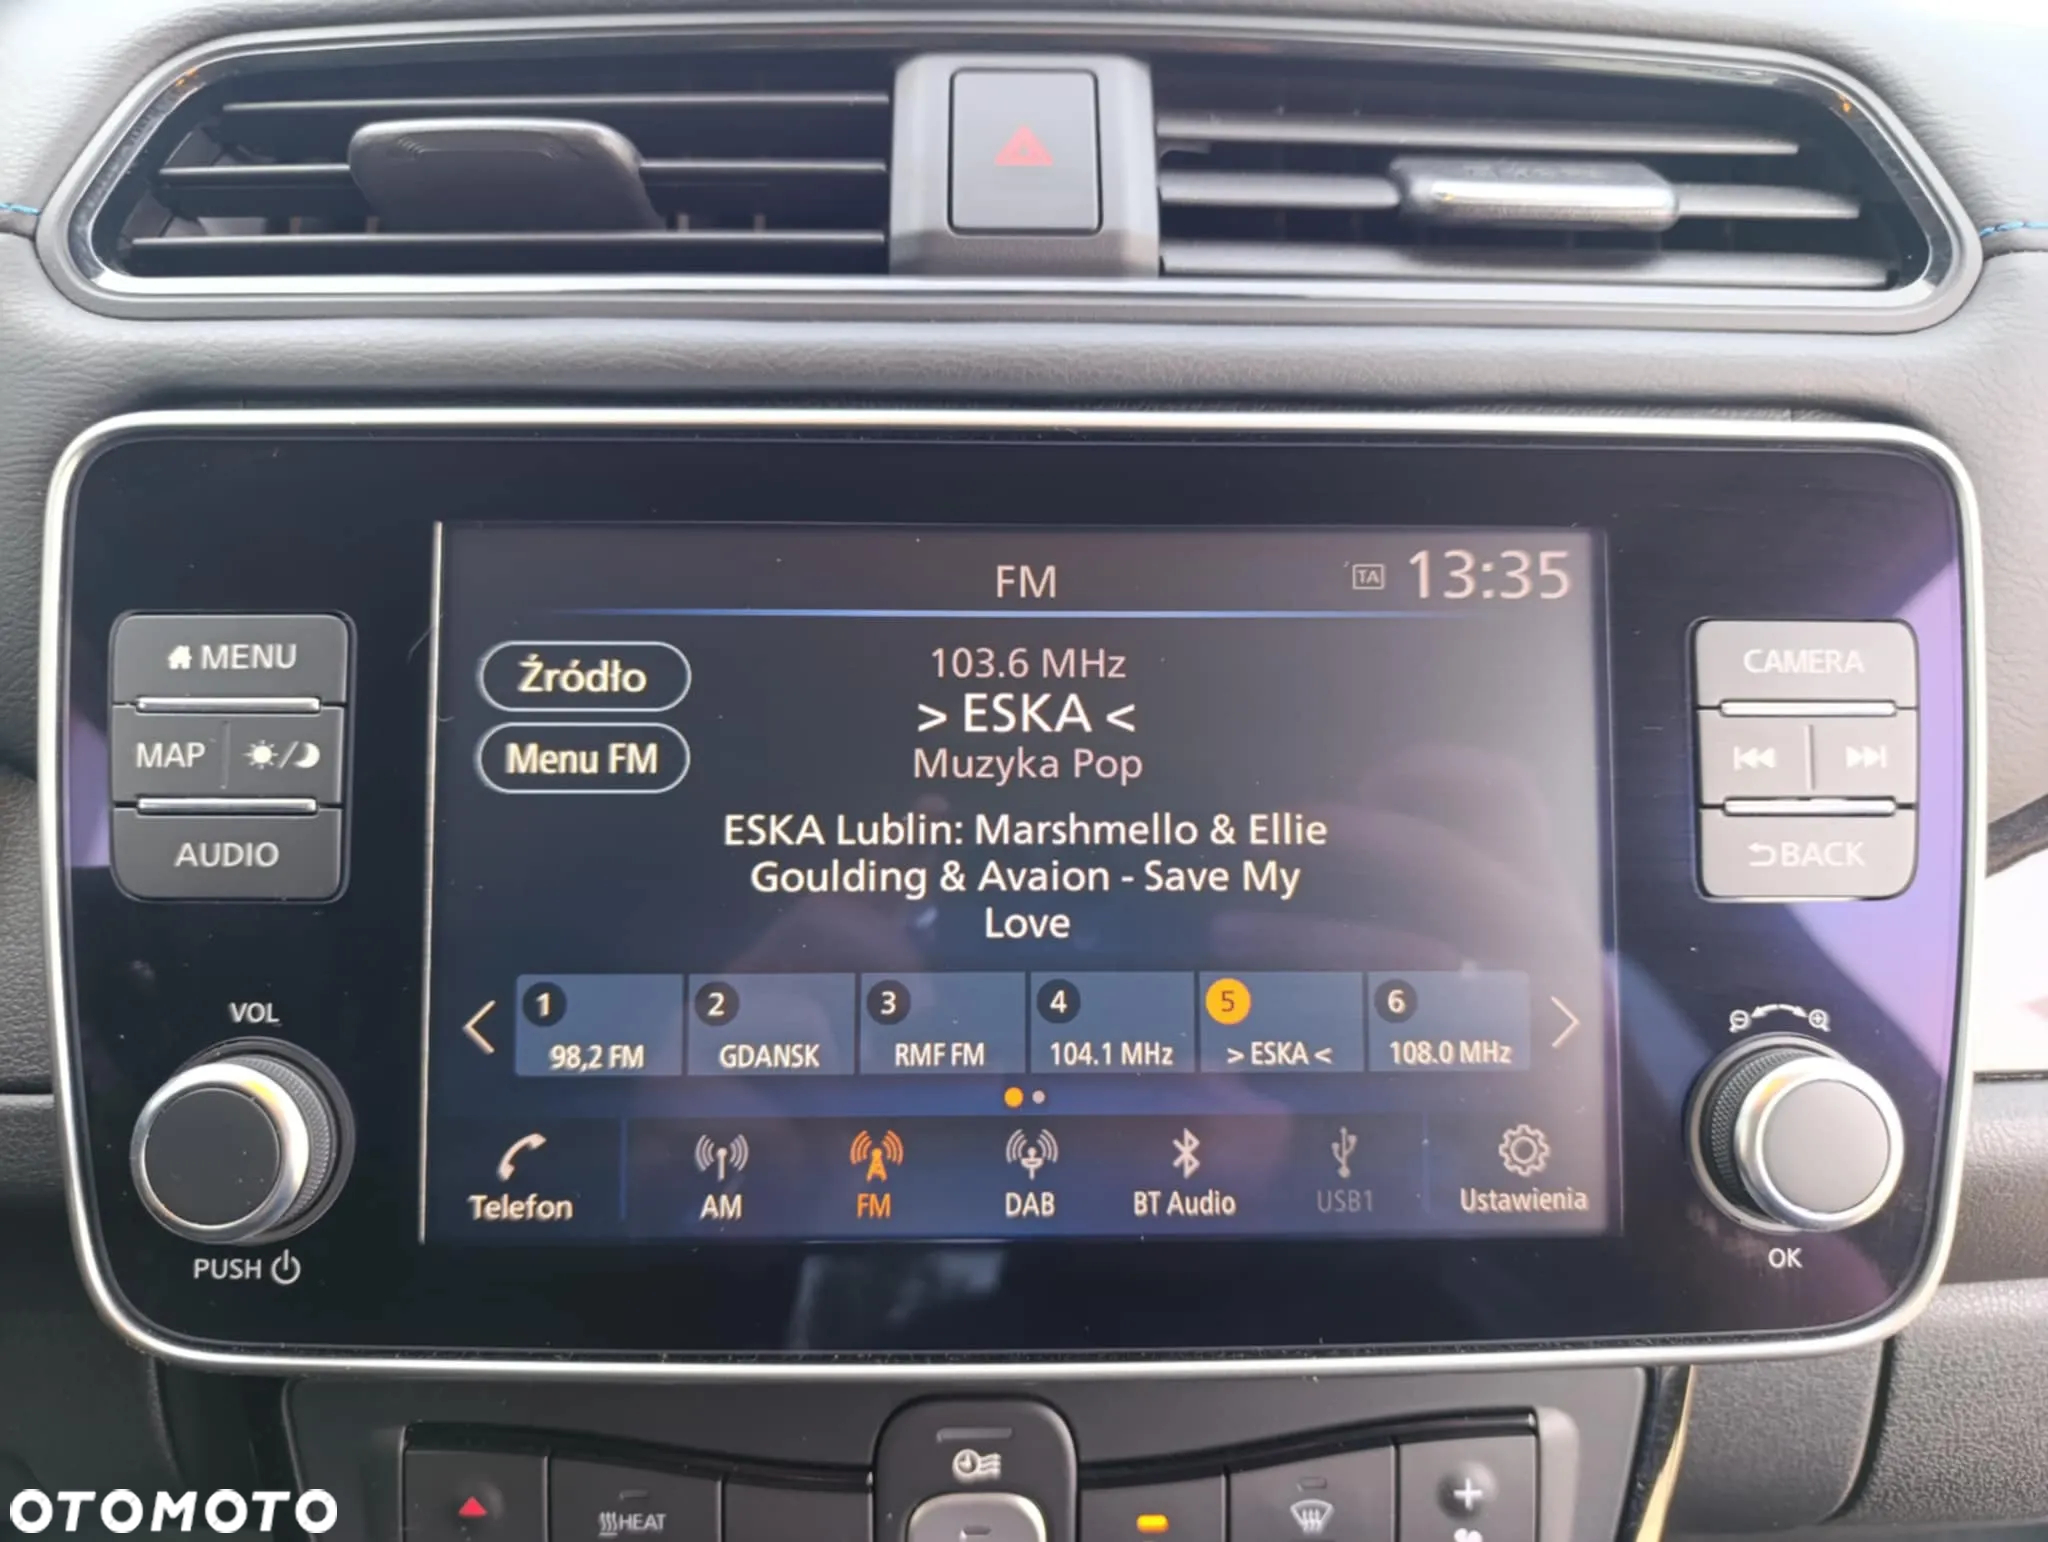 FM
TA
13:35
MENU
MAP
AUDIO
VOL
PUSH
Źródło
Menu FM
103.6 MHz
> ESKA <
Muzyka Pop
ESKA Lublin: Marshmello & Ellie
Goulding & Avaion - Save My
Love
1
98,2 FM
2
GDANSK
3
RMF FM
4
104.1 MHz
5
> ESKA <
6
108.0 MHz
Telefon
AM
FM
DAB
BT Audio
USB1
Ustawienia
CAMERA
BACK
OK
HEAT
OTOMOTO